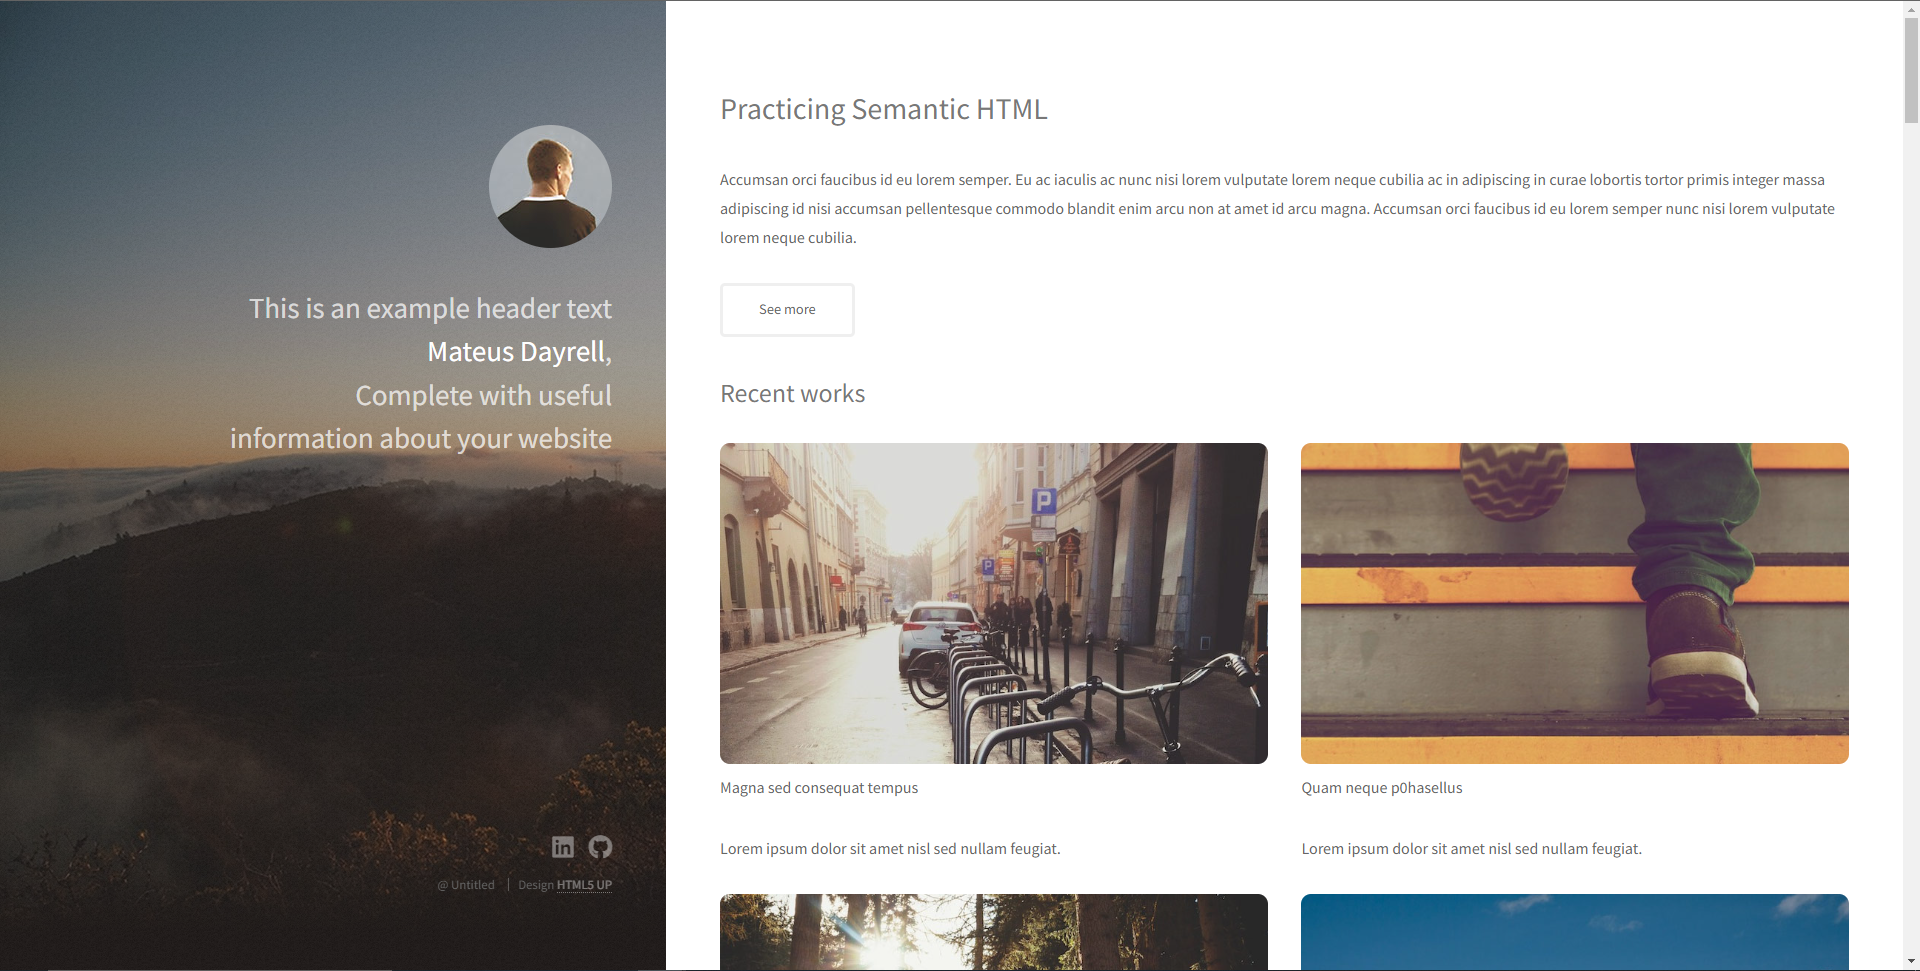 This is an example header text
Mateus Dayrell,
Complete with useful
information about your website
@ Untitled | Design HTML5 UP
Practicing Semantic HTML
Accumsan orci faucibus id eu lorem semper. Eu ac iaculis ac nunc nisi lorem vulputate lorem neque cubilia ac in adipiscing in curae lobortis tortor primis integer massa
adipiscing id nisi accumsan pellentesque commodo blandit enim arcu non at amet id arcu magna. Accumsan orci faucibus id eu lorem semper nunc nisi lorem vulputate
lorem neque cubilia.
See more
Recent works
P
P
Magna sed consequat tempus
Quam neque p0hasellus
Lorem ipsum dolor sit amet nisl sed nullam feugiat.
Lorem ipsum dolor sit amet nisl sed nullam feugiat.